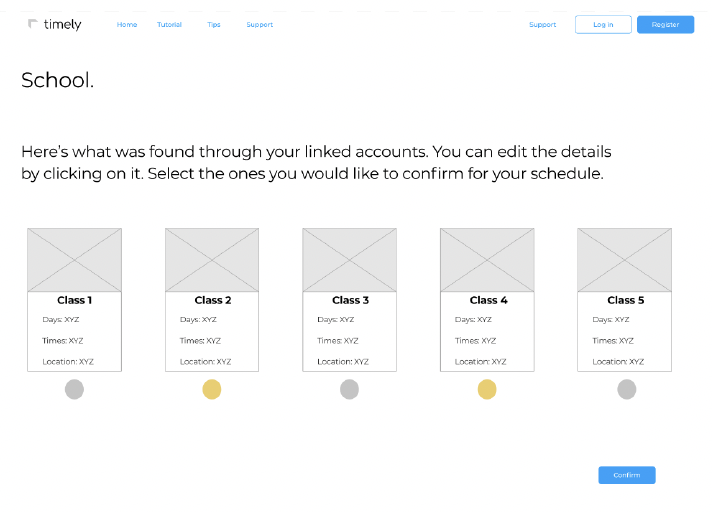 timely Home Tutorial Tips Support Support Log in Register
School.
Here's what was found through your linked accounts. You can edit the details
by clicking on it. Select the ones you would like to confirm for your schedule.
Class 1
Days: XYZ
Times: XYZ
Location: XYZ
Class 2
Days: XYZ
Times: XYZ
Location: XYZ
Class 3
Days: XYZ
Times: XYZ
Location: XYZ
Class 4
Days: XYZ
Times: XYZ
Location: XYZ
Class 5
Days: XYZ
Times: XYZ
Location: XYZ
Confirm